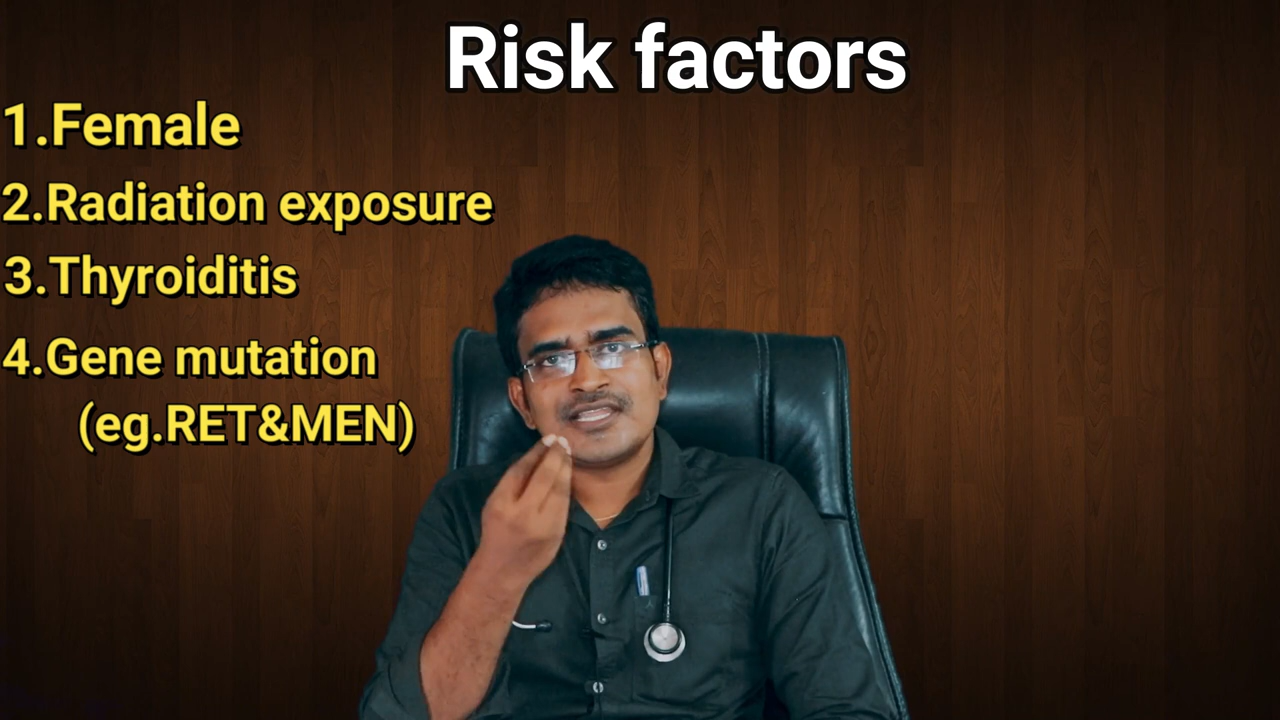 Risk factors
1.Female
2.Radiation exposure
3.Thyroiditis
4.Gene mutation
(eg.RET&MEN)